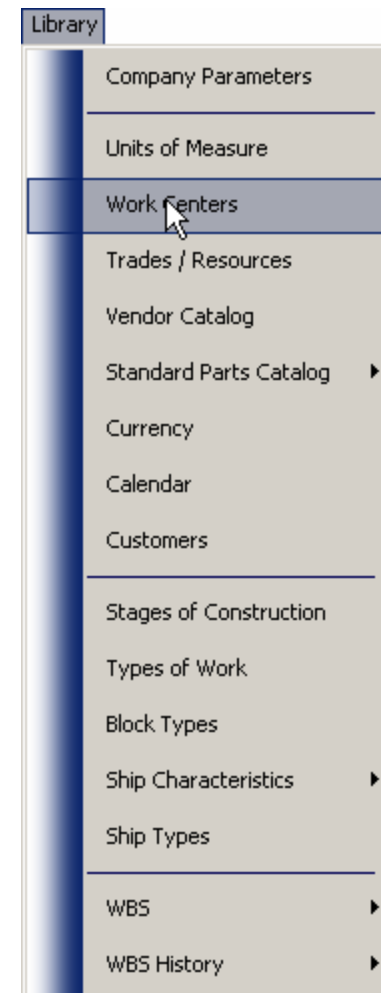 Library
Company Parameters
Units of Measure
Work Centers
Trades / Resources
Vendor Catalog
Standard Parts Catalog
Currency
Calendar
Customers
Stages of Construction
Types of Work
Block Types
Ship Characteristics
Ship Types
WBS
WBS History